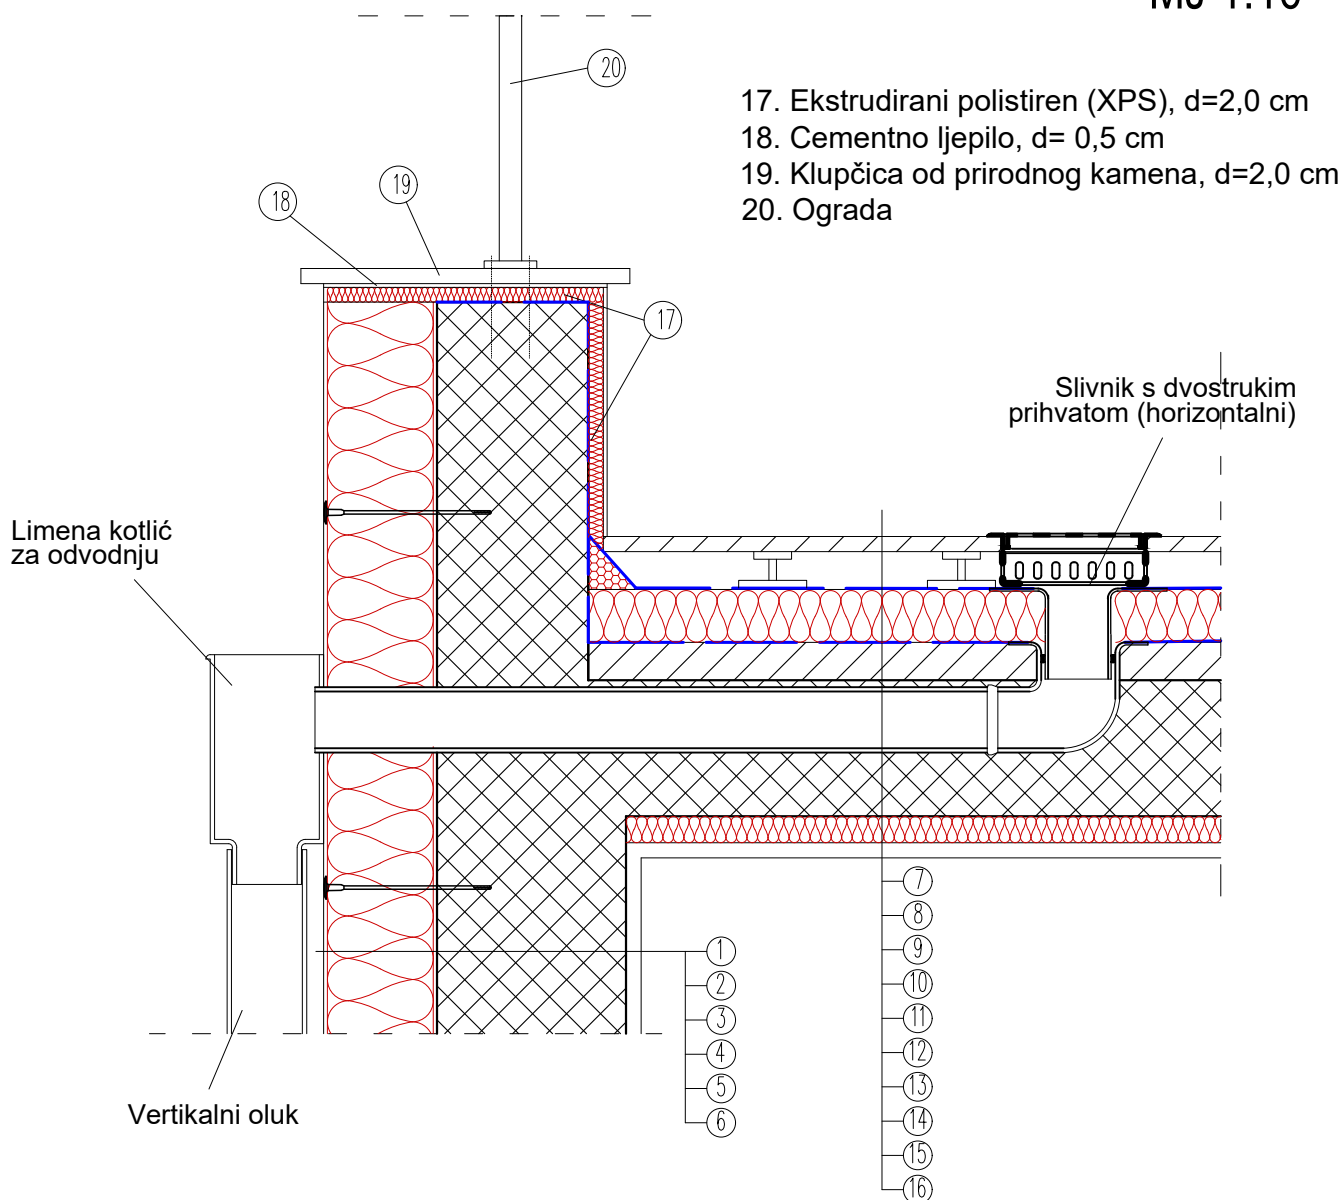 20
17. Ekstrudirani polistiren (XPS), d=2,0 cm
18. Cementno ljepilo, d= 0,5 cm
19. Klupčica od prirodnog kamena, d=2,0 cm
20. Ograda
19
18
17
Slivnik s dvostrukim
prihvatom (horizontalni)
Limena kotlić
za odvodnju
7
8
9
10
11
12
13
14
15
16
1
2
3
4
5
6
Vertikalni oluk